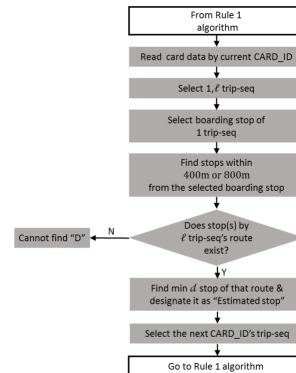 From Rule 1
algorithm
Read card data by current CARD_ID
Select 1,ℓ trip-seq
Select boarding stop of
1 trip-seq
Find stops within
400m or 800m
from the selected boarding stop
Does stop(s) by
ℓ trip-seq's route
exist?
N
Cannot find “D”
Y
Find min d stop of that route &
designate it as “Estimated stop”
Select the next CARD_ID's trip-seq
Go to Rule 1 algorithm